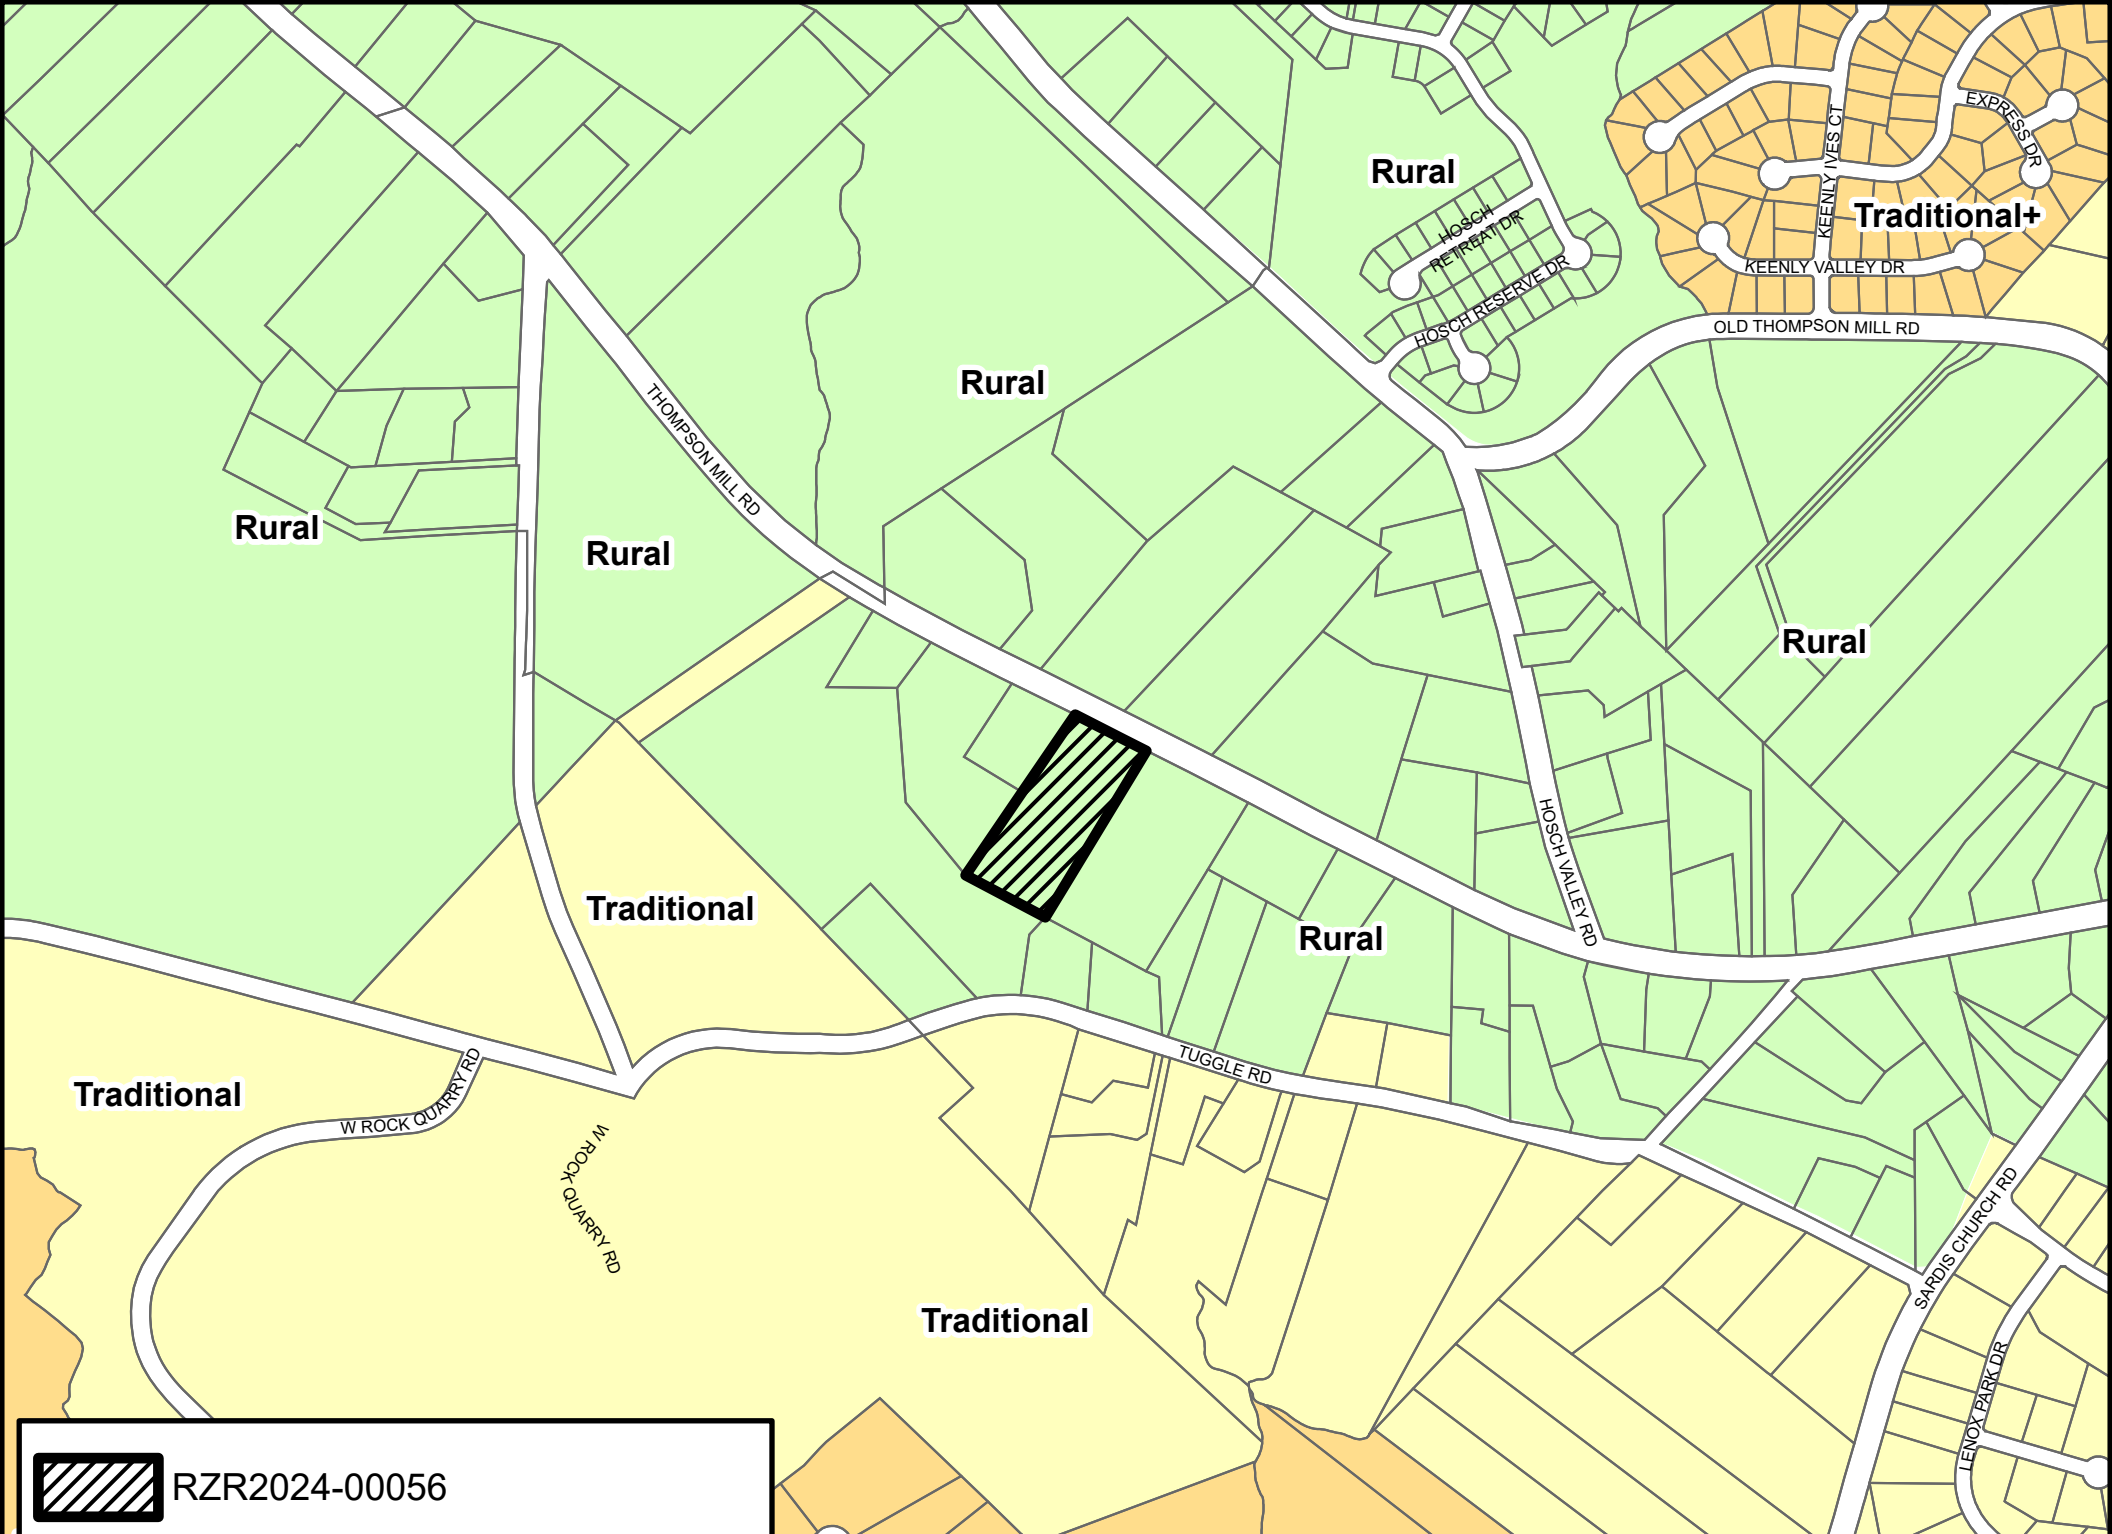 EXPRESS DR
KEENLY IVES CT
Rural
Traditional+
HOSCH
RETREAT DR
KEENLY VALLEY DR
HOSCH RESERVE DR
OLD THOMPSON MILL RD
Rural
THOMPSON MILL RD
Rural
Rural
Rural
HOSCH VALLEY RD
Traditional
Rural
TUGGLE RD
Traditional
W ROCK QUARRY RD
W ROCK QUARRY RD
SARDIS CHURCH RD
Traditional
LENOX PARK DR
RZR2024-00056